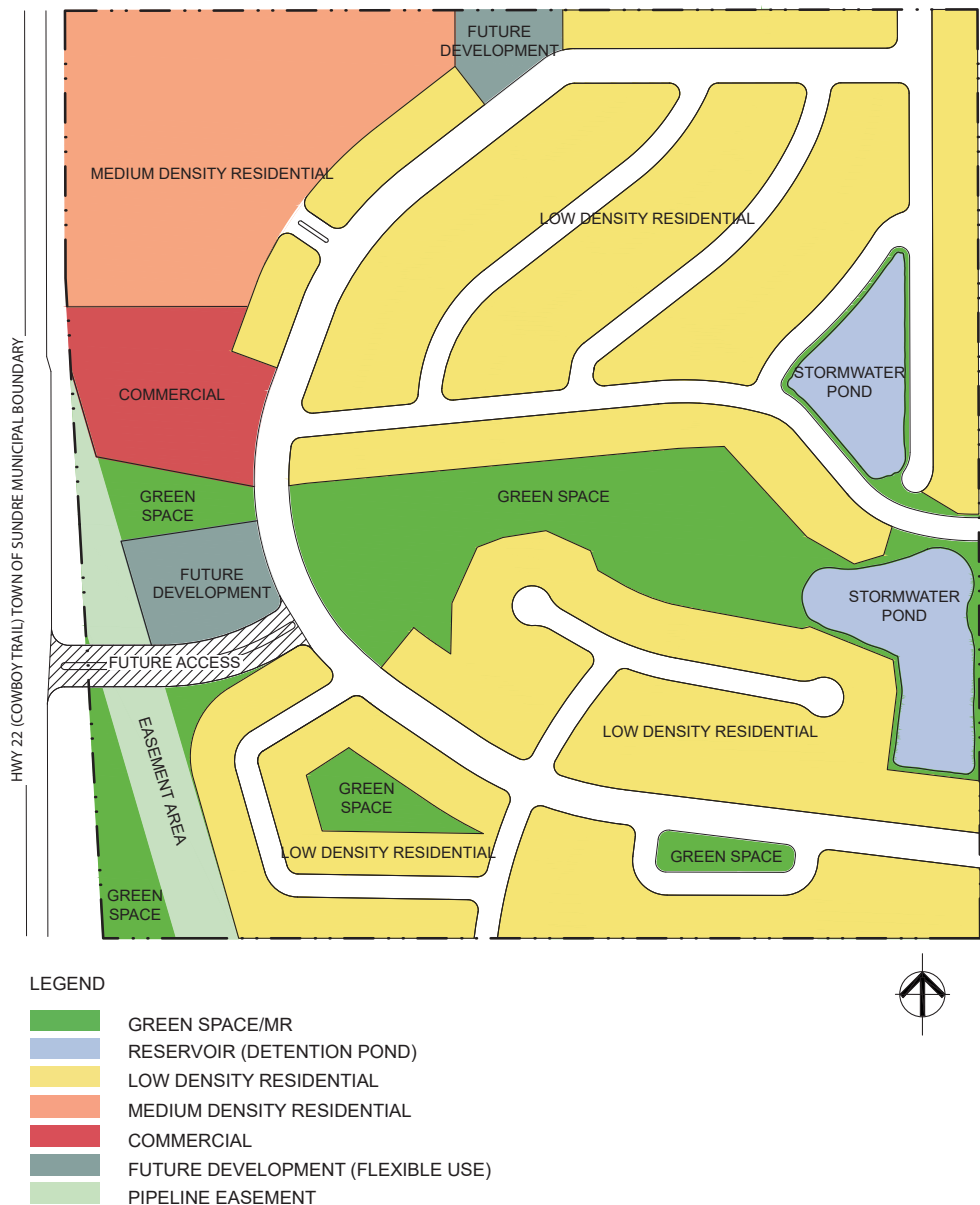 FUTURE
DEVELOPMENT
MEDIUM DENSITY RESIDENTIAL
LOW DENSITY RESIDENTIAL
STORMWATER
POND
COMMERCIAL
GREEN
SPACE
GREEN SPACE
FUTURE
DEVELOPMENT
STORMWATER
POND
FUTURE ACCESS
HWY 22 (COWBOY TRAIL) TOWN OF SUNDRE MUNICIPAL BOUNDARY
EASEMENT AREA
LOW DENSITY RESIDENTIAL
GREEN
SPACE
LOW DENSITY RESIDENTIAL
GREEN SPACE
GREEN
SPACE
LEGEND
GREEN SPACE/MR
RESERVOIR (DETENTION POND)
LOW DENSITY RESIDENTIAL
MEDIUM DENSITY RESIDENTIAL
COMMERCIAL
FUTURE DEVELOPMENT (FLEXIBLE USE)
PIPELINE EASEMENT